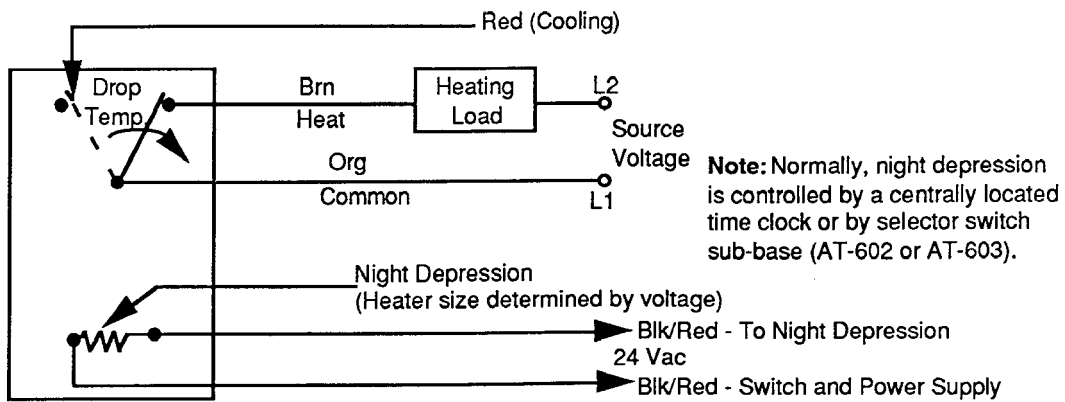 Red (Cooling)
Drop
Temp.
Brn
Heat
Heating
Load
L2
Source
Voltage
Org
Common
L1
Note: Normally, night depression
is controlled by a centrally located
time clock or by selector switch
sub-base (AT-602 or AT-603).
Night Depression
(Heater size determined by voltage)
Blk/Red - To Night Depression
24 Vac
Blk/Red - Switch and Power Supply